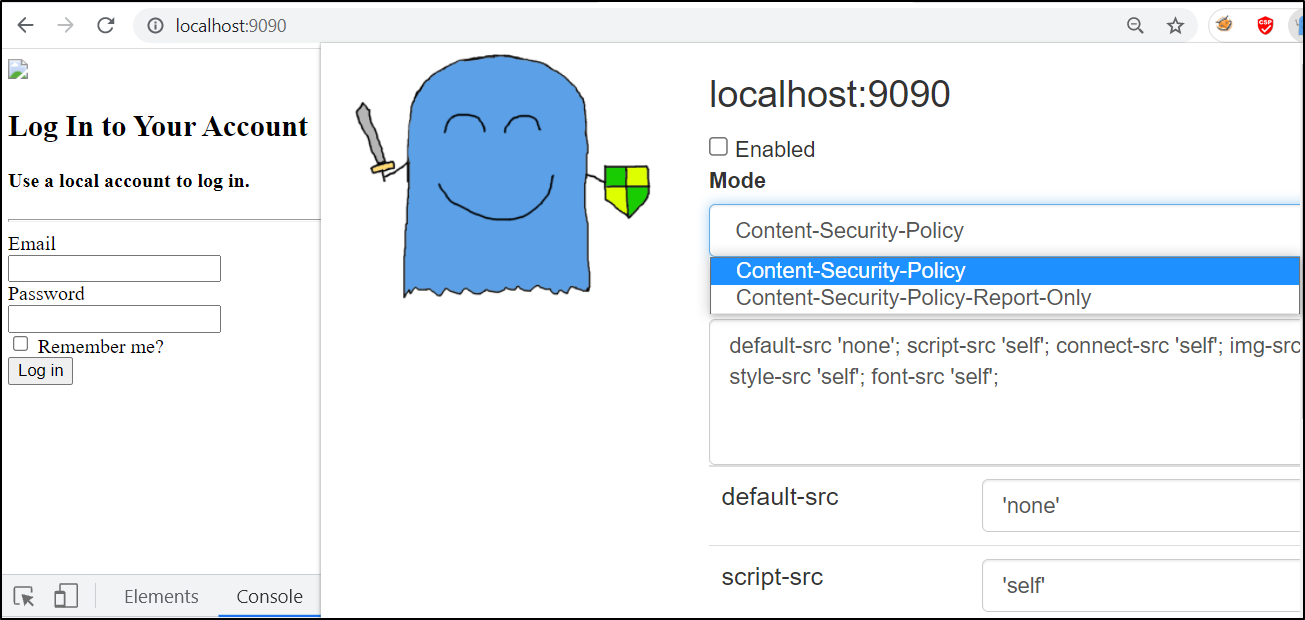 localhost:9090
CSP
Log In to Your Account
Use a local account to log in.
Email
Password
Remember me?
Log in
Elements
Console
localhost:9090
Enabled
Mode
Content-Security-Policy
Content-Security-Policy
Content-Security-Policy-Report-Only
default-src 'none'; script-src 'self'; connect-src 'self'; img-src
style-src 'self'; font-src 'self';
default-src
'none'
script-src
'self'